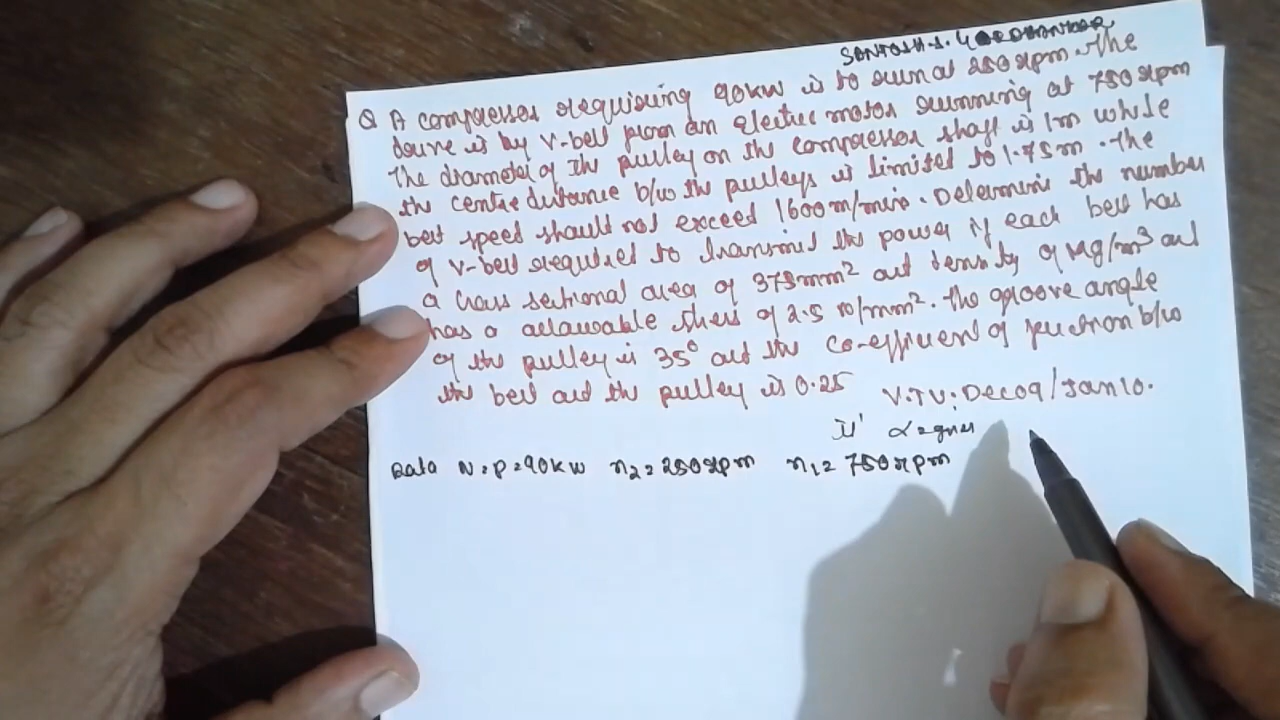 SANTOSH.S.
Q A compressor requiring 90kW is to run at 250 rpm. The
drive is by V-belt from an electric motor running at 750 rpm
the diameter of the pulley on the compressor shaft is 1m while
the centre distance b/w the pulleys is limited to 1.75m. The
belt speed should not exceed 1600m/min. Determine the number
of V-belt required to transmit the power if each belt has
a cross sectional area of 375mm² and density of Mg/m³ and
has a allowable stress of 2.5 N/mm². The groove angle
of the pulley is 35° and the co-efficient of friction b/w
the belt and the pulley is 0.25 V.T.U. Dec09/Jan10.
Data N=P=90kW n₂=250rpm n₁=750rpm